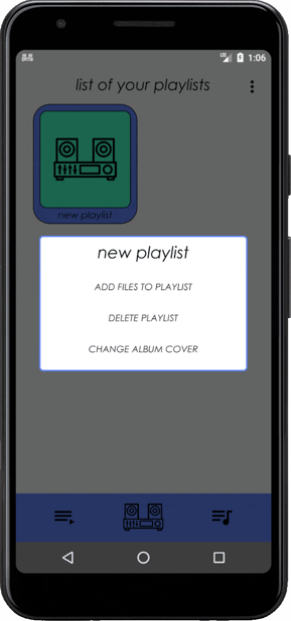 1:06
list of your playlists
new playlist
new playlist
ADD FILES TO PLAYLIST
DELETE PLAYLIST
CHANGE ALBUM COVER